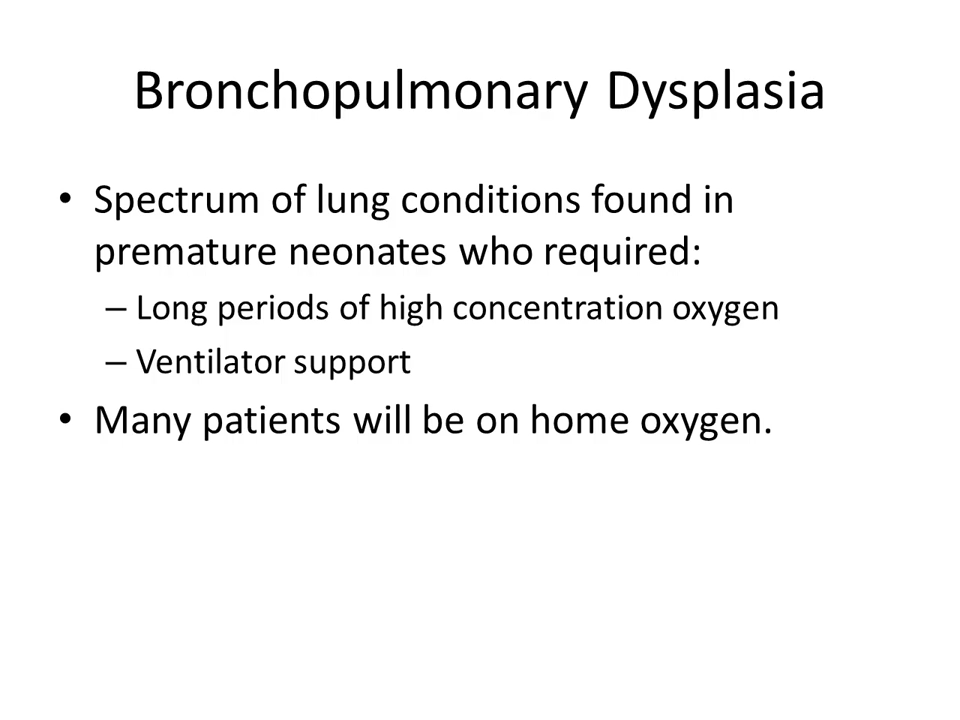 Bronchopulmonary Dysplasia
• Spectrum of lung conditions found in
premature neonates who required:
– Long periods of high concentration oxygen
– Ventilator support
• Many patients will be on home oxygen.